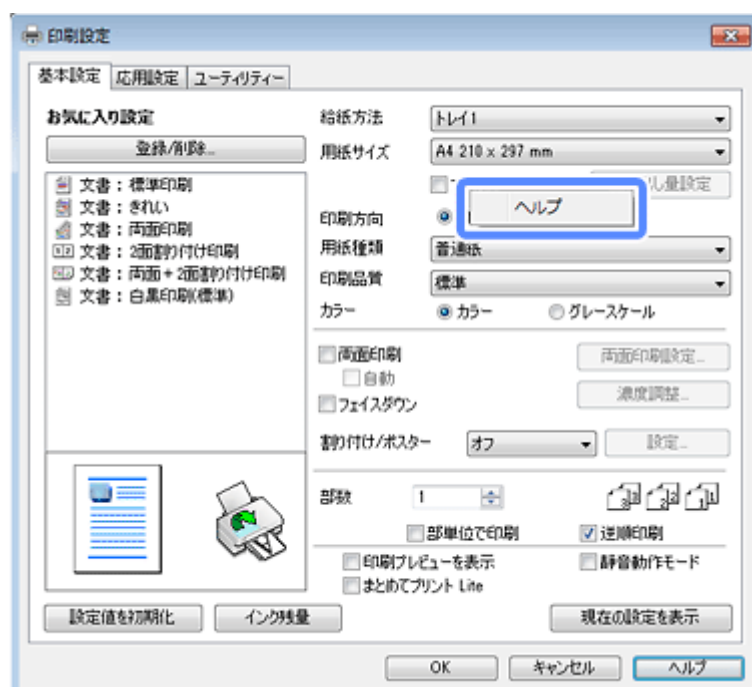 印刷設定
基本設定 応用設定 ユーティリティー
お気に入り設定
登録/削除...
文書：標準印刷
文書：きれい
文書：両面印刷
文書：2面割り付け印刷
文書：両面+2面割り付け印刷
文書：白黒印刷(標準)
設定値を初期化 インク残量
給紙方法 トレイ1
用紙サイズ A4 210 x 297 mm
し量設定
ヘルプ
印刷方向
用紙種類 普通紙
印刷品質 標準
カラー カラー グレースケール
両面印刷 両面印刷設定...
自動
濃度調整...
フェイスダウン
割り付け/ポスター オフ 設定...
部数 1
部単位で印刷 逆順印刷
印刷プレビューを表示 静音動作モード
まとめてプリント Lite
現在の設定を表示
OK キャンセル ヘルプ